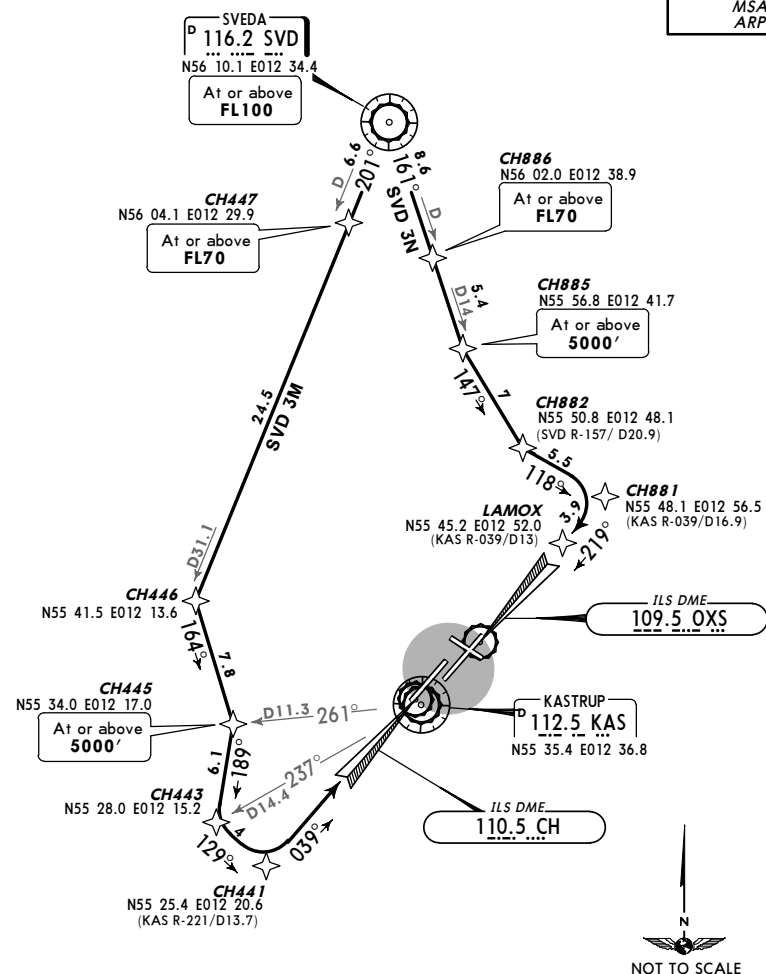 MSA
ARP
SVEDA
D 116.2 SVD
N56 10.1 E012 34.4
At or above
FL100
6.6
D
201°
8.6
161°
D
SVD 3N
CH886
N56 02.0 E012 38.9
At or above
FL70
CH447
N56 04.1 E012 29.9
At or above
FL70
5.4
D14
CH885
N55 56.8 E012 41.7
At or above
5000'
147°
7
24.5
SVD 3M
CH882
N55 50.8 E012 48.1
(SVD R-157/ D20.9)
5.5
118°
CH881
N55 48.1 E012 56.5
(KAS R-039/D16.9)
3.9
219°
LAMOX
N55 45.2 E012 52.0
(KAS R-039/D13)
D31.1
CH446
N55 41.5 E012 13.6
164°
7.8
ILS DME
109.5 OXS
CH445
N55 34.0 E012 17.0
At or above
5000'
D11.3 261°
KASTRUP
D 112.5 KAS
N55 35.4 E012 36.8
6.1
189°
237°
D14.4
CH443
N55 28.0 E012 15.2
ILS DME
110.5 CH
4
129°
039°
CH441
N55 25.4 E012 20.6
(KAS R-221/D13.7)
N
NOT TO SCALE